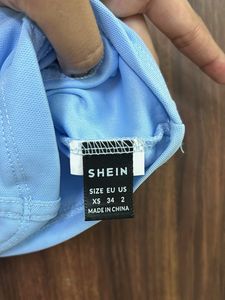 SHEIN
SIZE EU US
XS 34 2
MADE IN CHINA